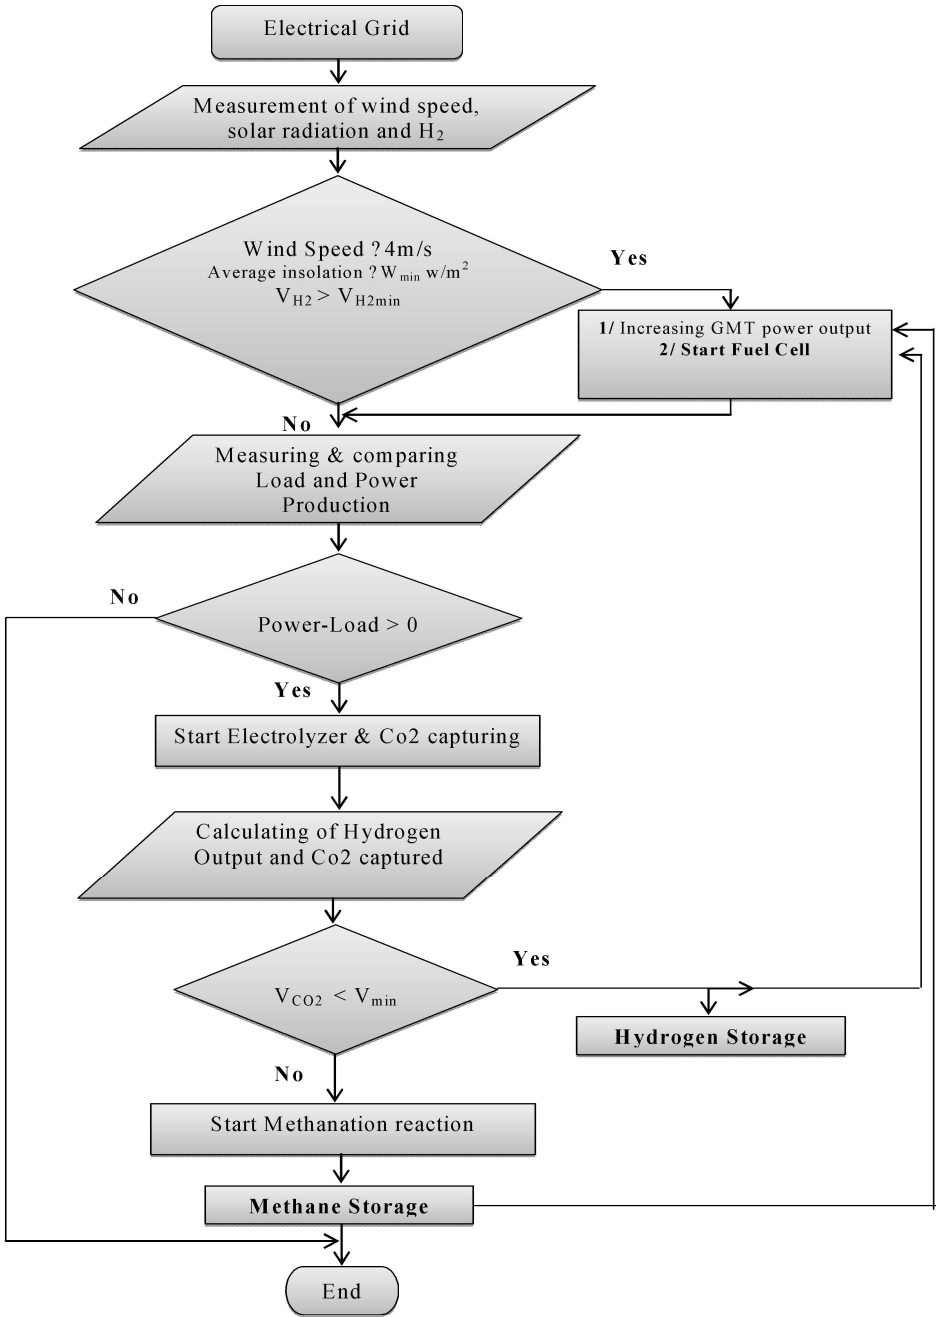 Electrical Grid
Measurement of wind speed,
solar radiation and H₂
Wind Speed ?4m/s
Average insolation ? Wmin w/m²
VH2 > VH2min
Yes
1/ Increasing GMT power output
2/ Start Fuel Cell
No
Measuring & comparing
Load and Power
Production
No
Power-Load > 0
Yes
Start Electrolyzer & Co2 capturing
Calculating of Hydrogen
Output and Co2 captured
Yes
VCO2 < Vmin
Hydrogen Storage
No
Start Methanation reaction
Methane Storage
End